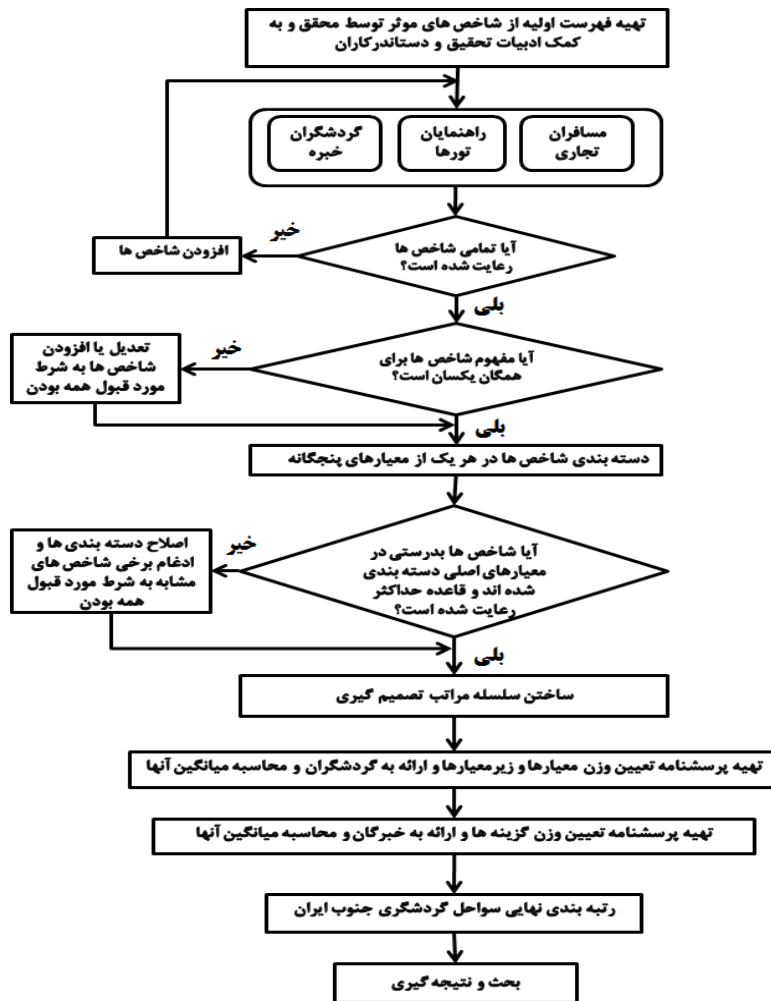 تهیه فهرست اولیه از شاخص های موثر توسط محقق و به
کمک ادبیات تحقیق و دستاندرکاران
مسافران
تجاری
راهنمایان
تورها
گردشگران
خبره
آیا تمامی شاخص ها
رعایت شده است؟
خیر
افزودن شاخص ها
بلی
آیا مفهوم شاخص ها برای
همگان یکسان است؟
خیر
تعدیل یا افزودن
شاخص ها به شرط
مورد قبول همه بودن
بلی
دسته بندی شاخص ها در هر یک از معیارهای پنجگانه
آیا شاخص ها بدرستی در
معیارهای اصلی دسته بندی
شده اند و قاعده حداکثر
رعایت شده است؟
خیر
اصلاح دسته بندی ها و
ادغام برخی شاخص های
مشابه به شرط مورد قبول
همه بودن
بلی
ساختن سلسله مراتب تصمیم گیری
تهیه پرسشنامه تعیین وزن معیارها و زیرمعیارها و ارائه به گردشگران و محاسبه میانگین آنها
تهیه پرسشنامه تعیین وزن گزینه ها و ارائه به خبرگان و محاسبه میانگین آنها
رتبه بندی نهایی سواحل گردشگری جنوب ایران
بحث و نتیجه گیری